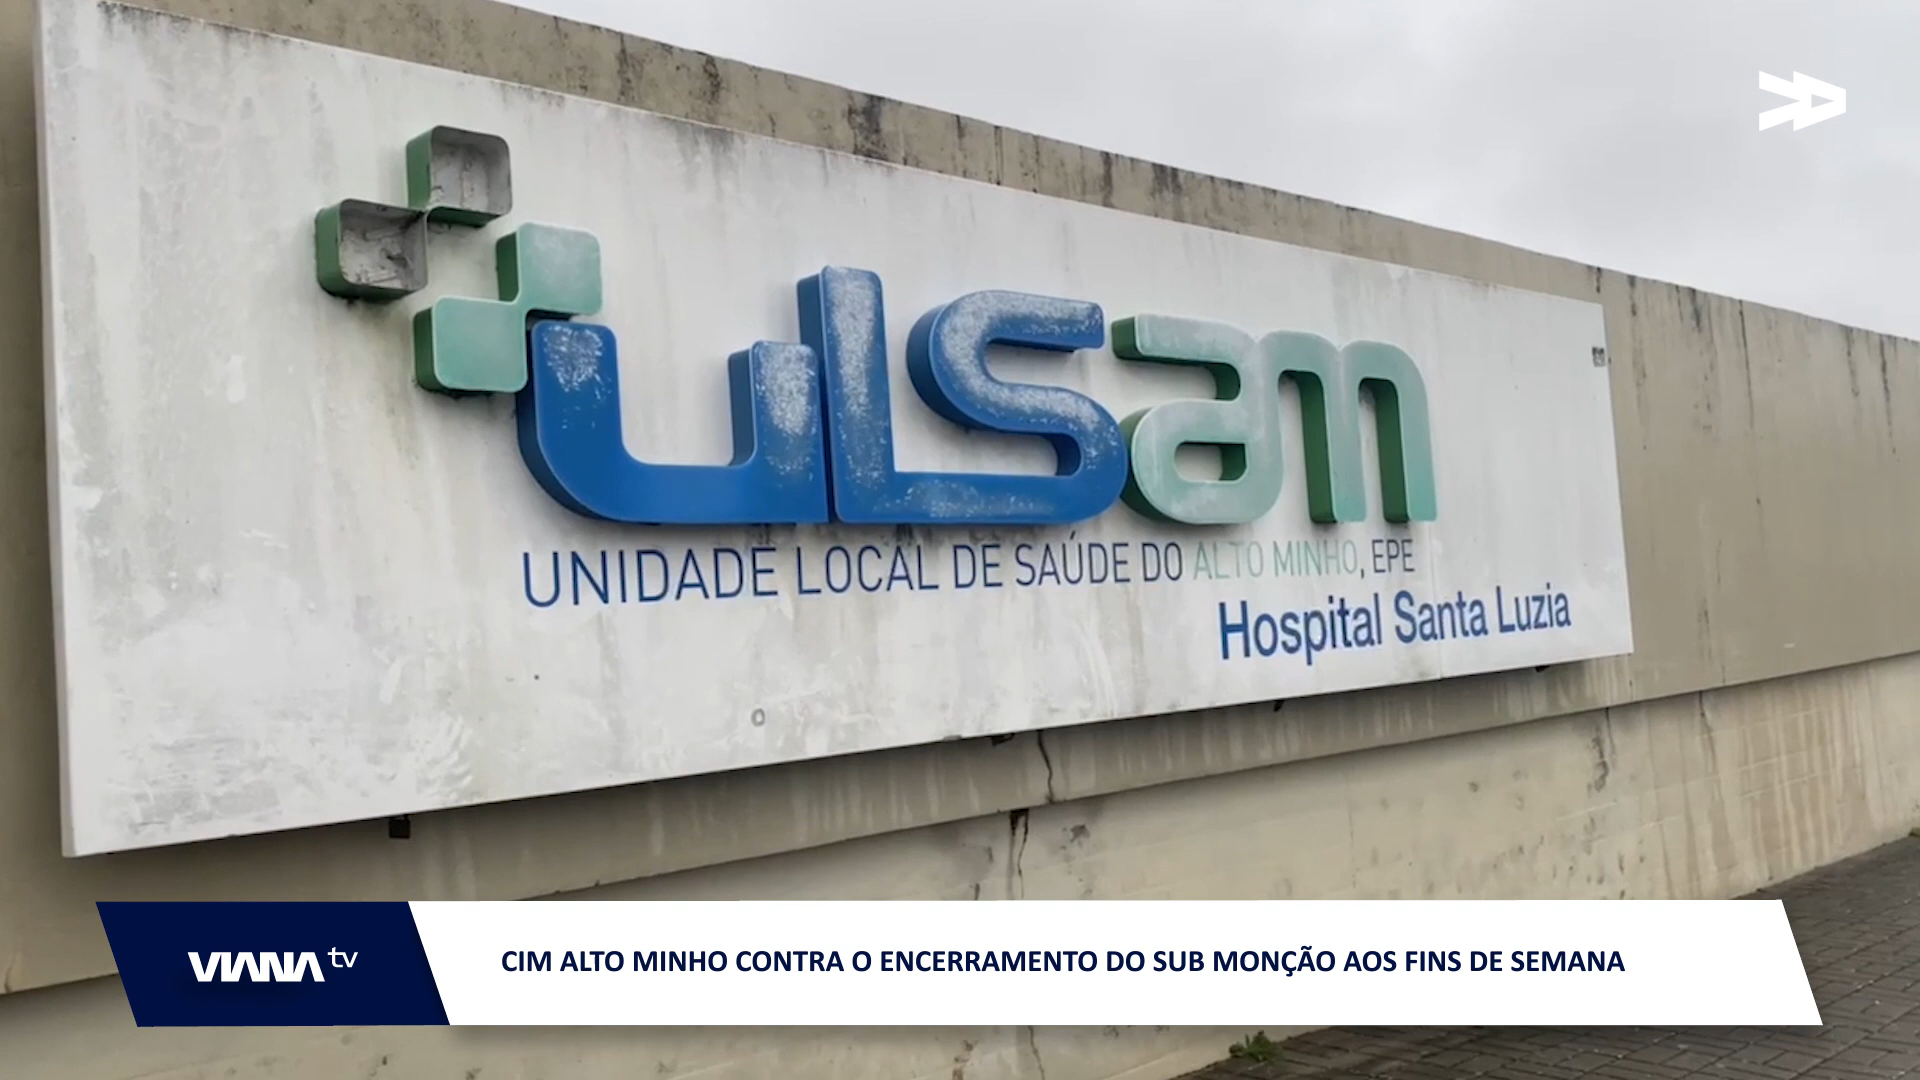 ulsam
UNIDADE LOCAL DE SAÚDE DO ALTO MINHO, EPE
Hospital Santa Luzia
VIANA tv
CIM ALTO MINHO CONTRA O ENCERRAMENTO DO SUB MONÇÃO AOS FINS DE SEMANA